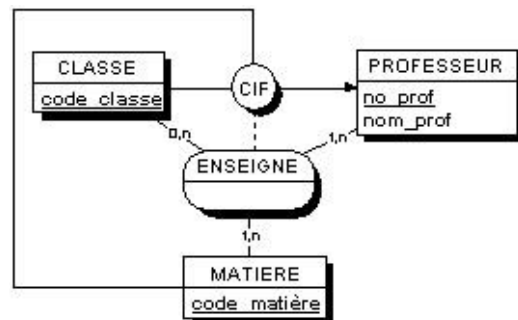 CLASSE
code_classe
CIF
PROFESSEUR
no_prof
nom_prof
0,n
1,n
ENSEIGNE
1,n
MATIERE
code_matière